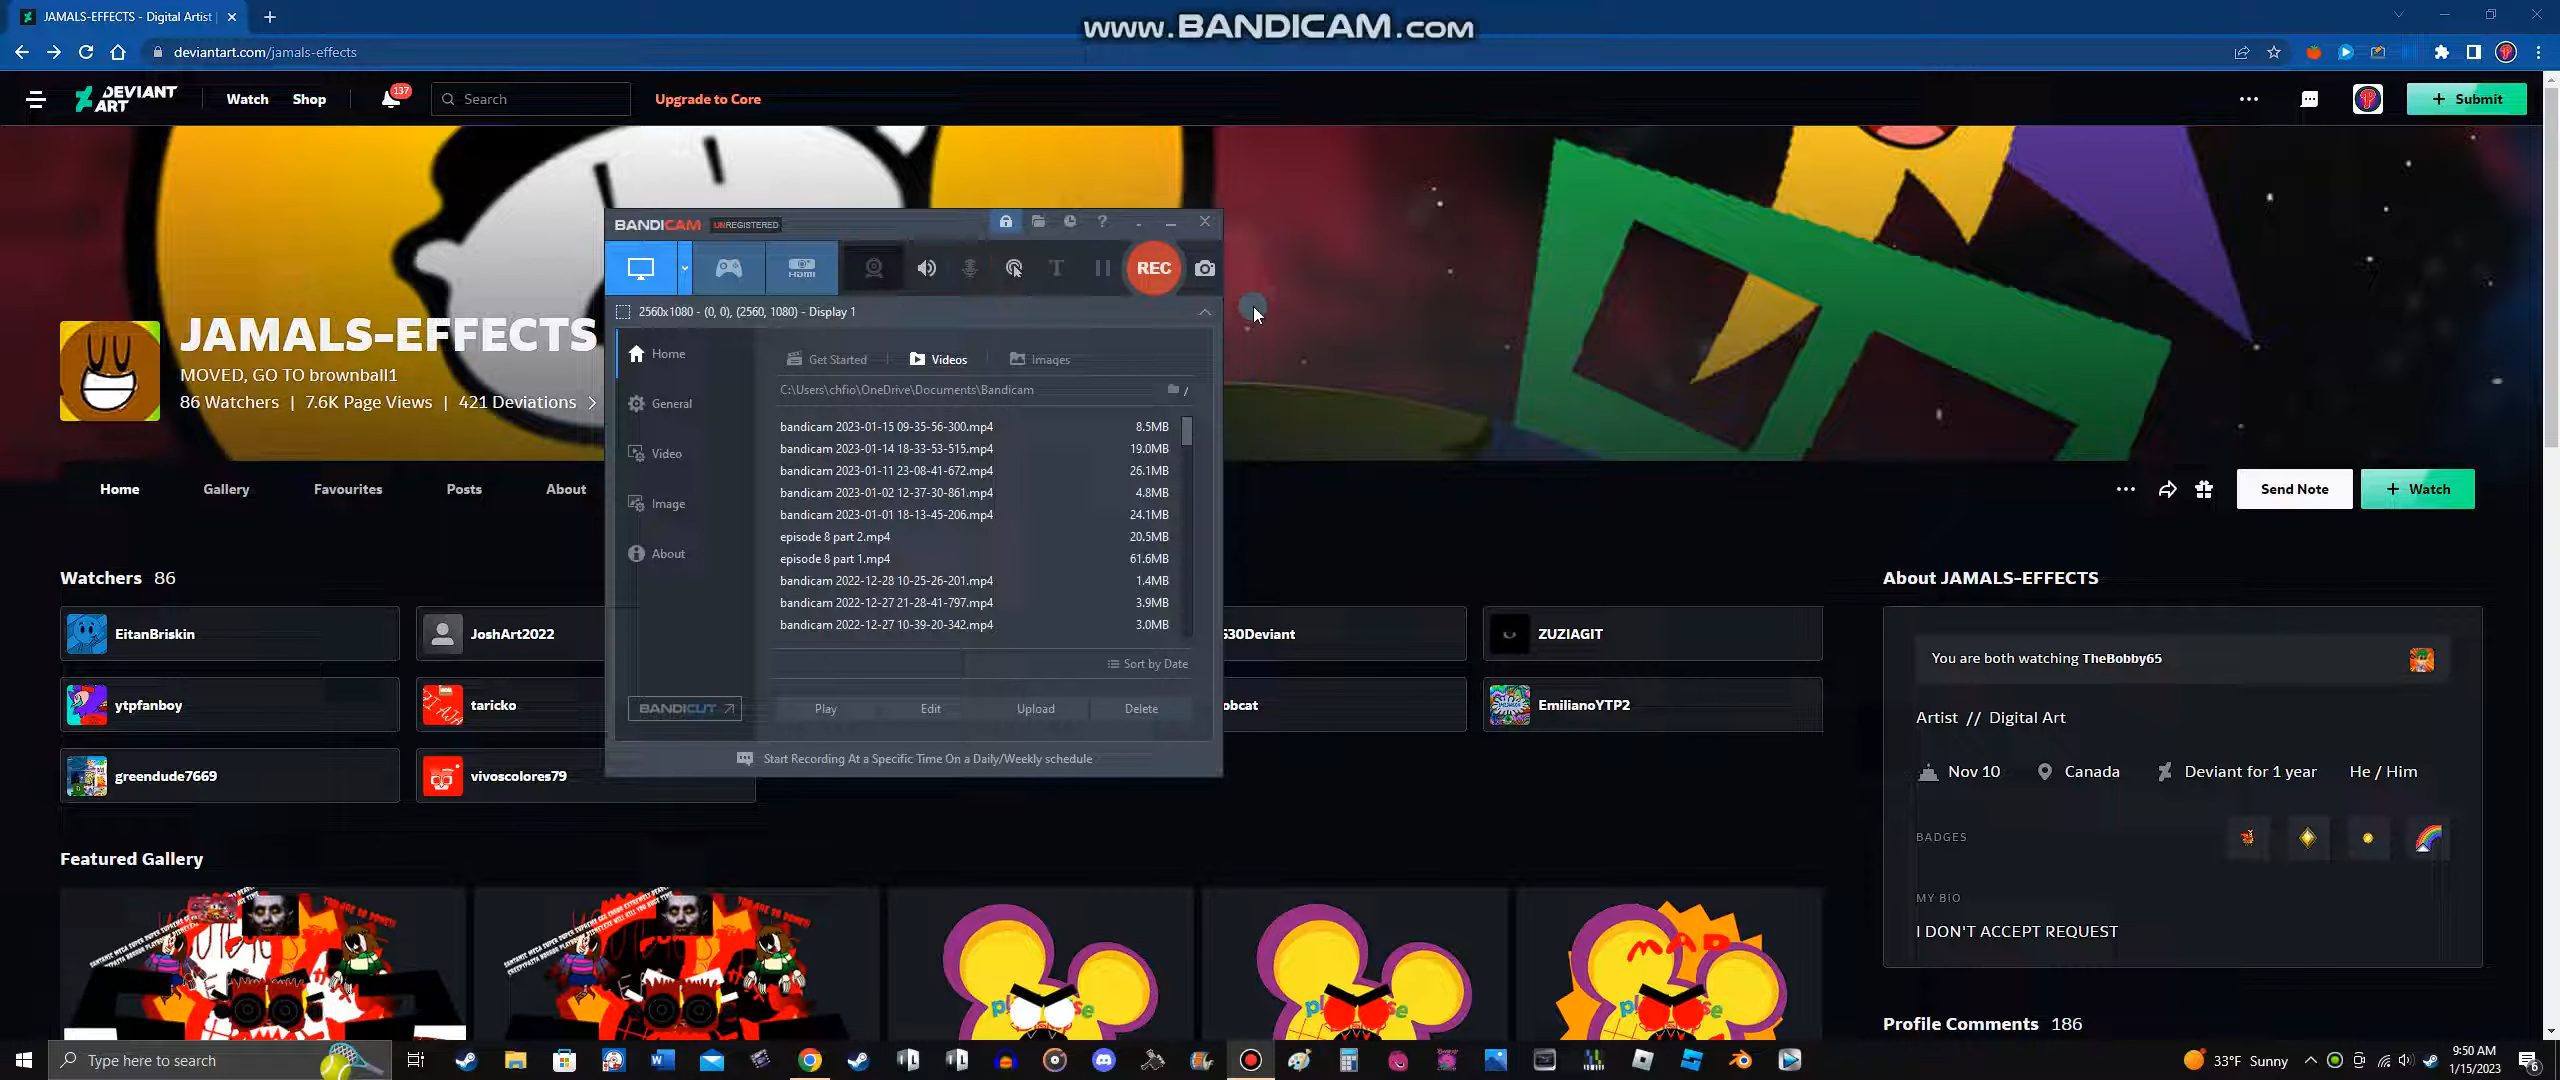 JAMALS-EFFECTS - Digital Artist
www.BANDICAM.com
deviantart.com/jamals-effects
DEVIANT ART
Watch
Shop
137
Search
Upgrade to Core
+ Submit
BANDICAM UNREGISTERED
HDMI
REC
2560x1080 - (0, 0), (2560, 1080) - Display 1
Home
General
Video
Image
About
Get Started
Videos
Images
C:\Users\chfio\OneDrive\Documents\Bandicam
bandicam 2023-01-15 09-35-56-300.mp4 8.5MB
bandicam 2023-01-14 18-33-53-515.mp4 19.0MB
bandicam 2023-01-11 23-08-41-672.mp4 26.1MB
bandicam 2023-01-02 12-37-30-861.mp4 4.8MB
bandicam 2023-01-01 18-13-45-206.mp4 24.1MB
episode 8 part 2.mp4 20.5MB
episode 8 part 1.mp4 61.6MB
bandicam 2022-12-28 10-25-26-201.mp4 1.4MB
bandicam 2022-12-27 21-28-41-797.mp4 3.9MB
bandicam 2022-12-27 10-39-20-342.mp4 3.0MB
Sort by Date
BANDICUT
Play
Edit
Upload
Delete
Start Recording At a Specific Time On a Daily/Weekly schedule
JAMALS-EFFECTS
MOVED, GO TO brownball1
86 Watchers | 7.6K Page Views | 421 Deviations
Home
Gallery
Favourites
Posts
About
Send Note
+ Watch
Watchers 86
EitanBriskin
JoshArt2022
530Deviant
ZUZIAGIT
ytpfanboy
taricko
obcat
EmilianoYTP2
greendude7669
vivoscolores79
About JAMALS-EFFECTS
You are both watching TheBobby65
Artist // Digital Art
Nov 10
Canada
Deviant for 1 year
He / Him
BADGES
MY BIO
I DON'T ACCEPT REQUEST
Featured Gallery
MAD
Profile Comments 186
Type here to search
33°F Sunny
9:50 AM
1/15/2023
6